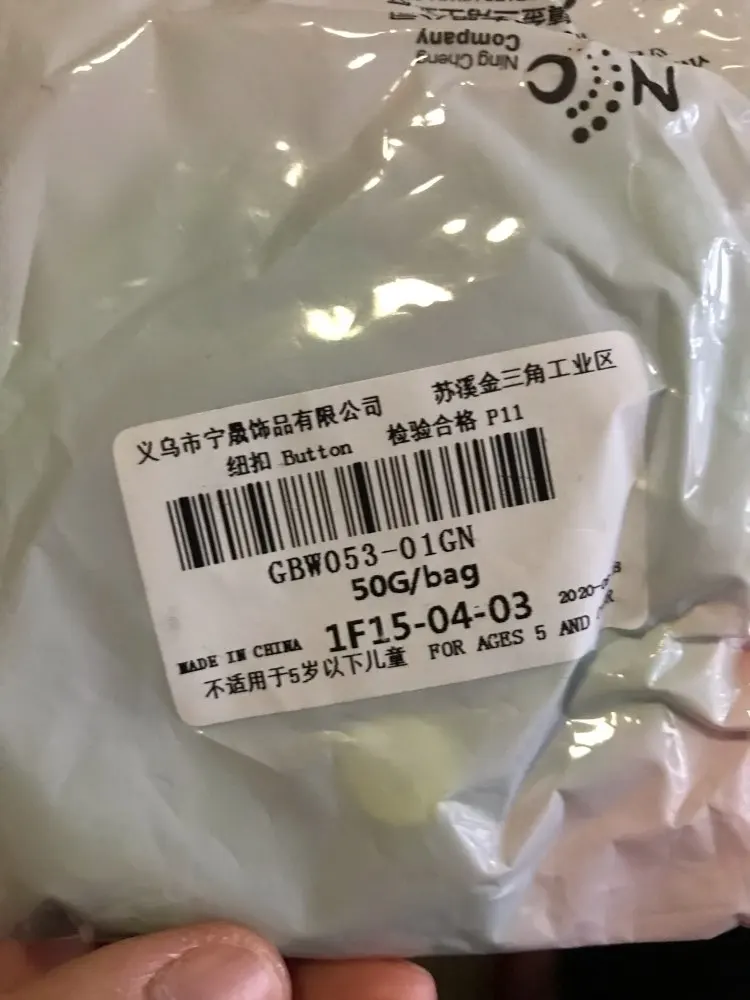 Ning Cheng
Company
NC
义乌市宁晟饰品有限公司 苏溪金三角工业区
纽扣 Button 检验合格 P11
GBW053-01GN
50G/bag
MADE IN CHINA 1F15-04-03
不适用于5岁以下儿童 FOR AGES 5 AND